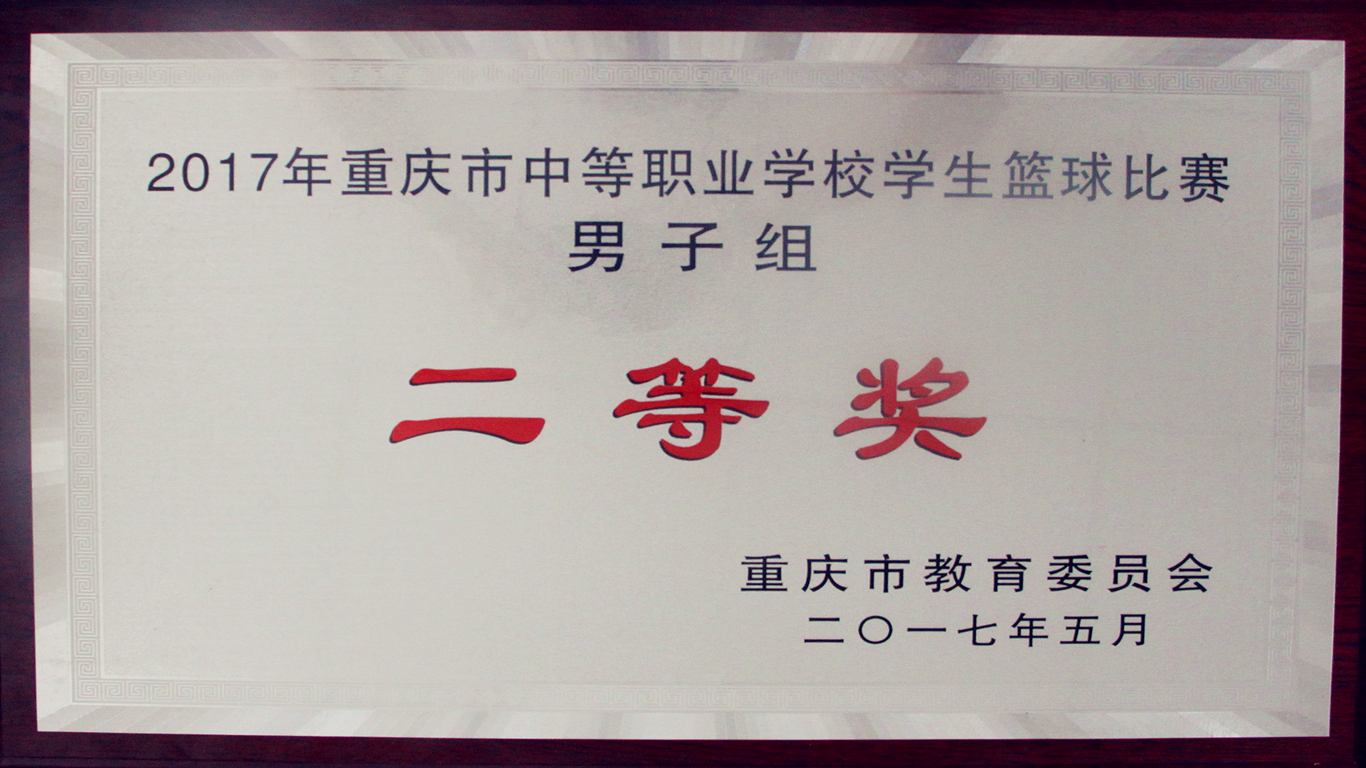 2017年重庆市中等职业学校学生篮球比赛
男子组
二等奖
重庆市教育委员会
二〇一七年五月